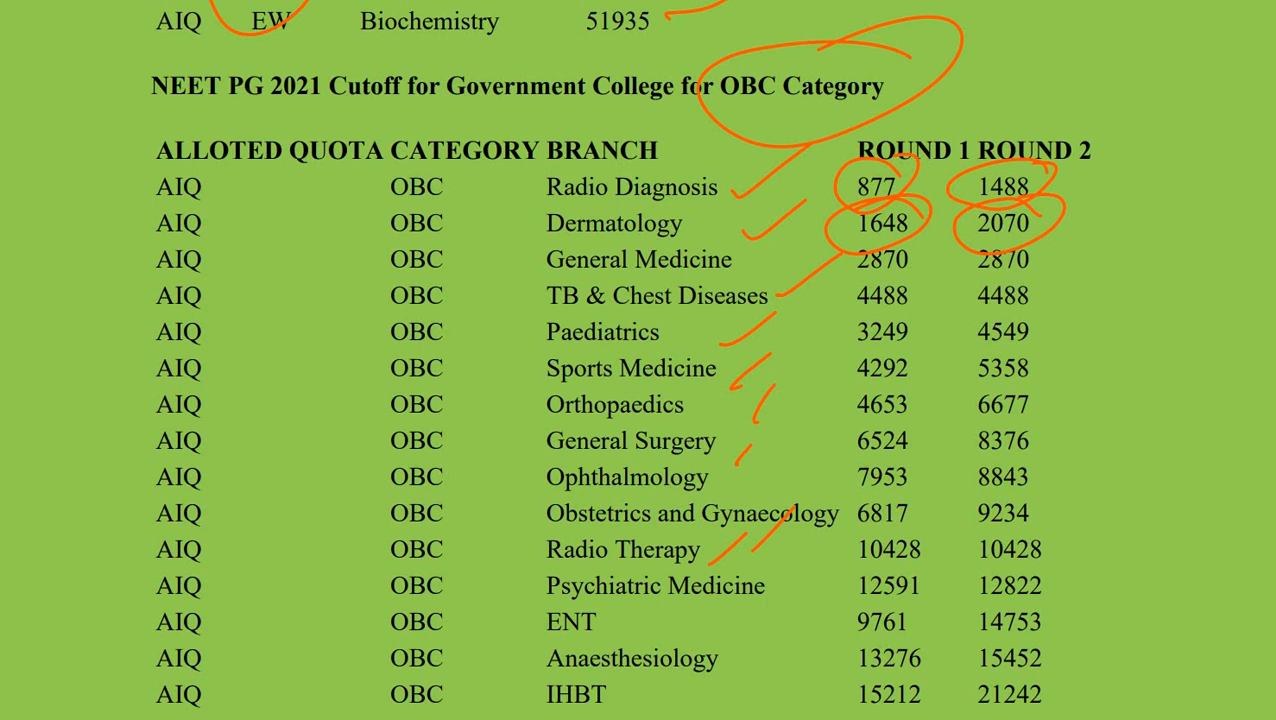 AIQ EW Biochemistry 51935
NEET PG 2021 Cutoff for Government College for OBC Category
ALLOTED QUOTA CATEGORY BRANCH ROUND 1 ROUND 2
AIQ OBC Radio Diagnosis 877 1488
AIQ OBC Dermatology 1648 2070
AIQ OBC General Medicine 2870 2870
AIQ OBC TB & Chest Diseases 4488 4488
AIQ OBC Paediatrics 3249 4549
AIQ OBC Sports Medicine 4292 5358
AIQ OBC Orthopaedics 4653 6677
AIQ OBC General Surgery 6524 8376
AIQ OBC Ophthalmology 7953 8843
AIQ OBC Obstetrics and Gynaecology 6817 9234
AIQ OBC Radio Therapy 10428 10428
AIQ OBC Psychiatric Medicine 12591 12822
AIQ OBC ENT 9761 14753
AIQ OBC Anaesthesiology 13276 15452
AIQ OBC IHBT 15212 21242